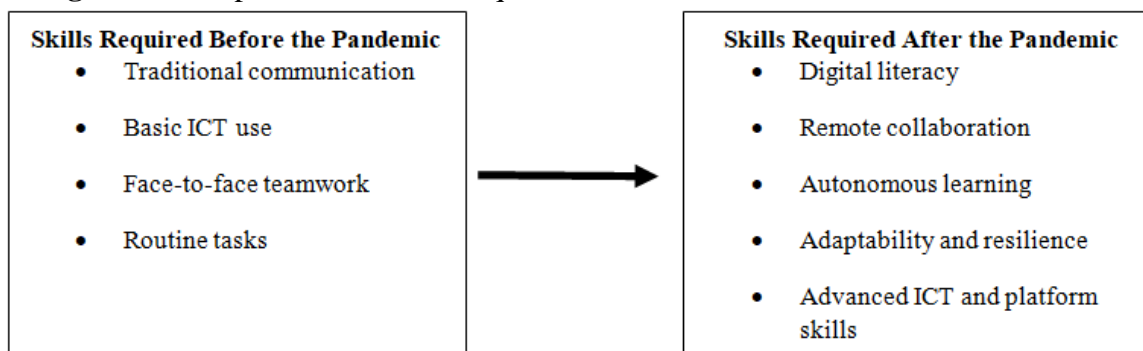 Skills Required Before the Pandemic
• Traditional communication
• Basic ICT use
• Face-to-face teamwork
• Routine tasks
Skills Required After the Pandemic
• Digital literacy
• Remote collaboration
• Autonomous learning
• Adaptability and resilience
• Advanced ICT and platform
skills